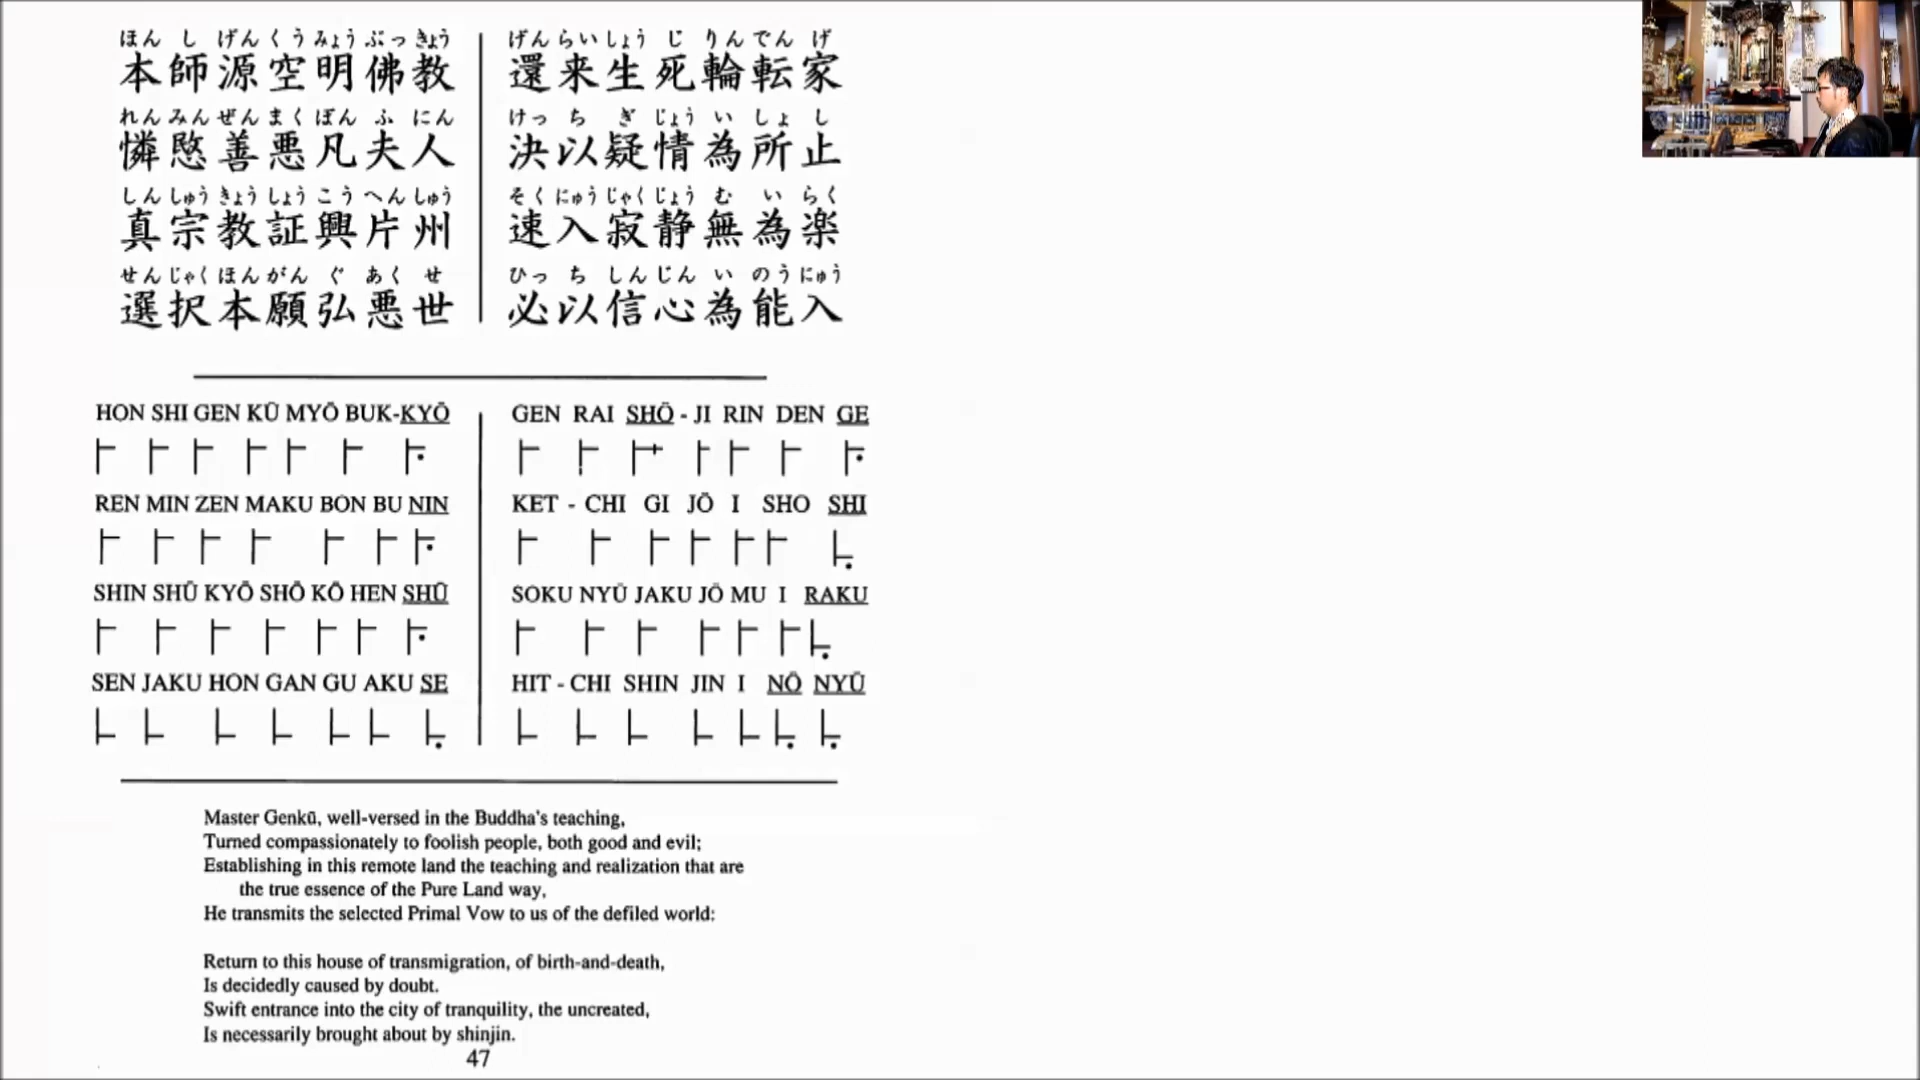 ほん し げん くう みょう ぶっ きょう
本師源空明佛教
れん みん ぜん まく ぼん ふ にん
憐愍善悪凡夫人
しん しゅう きょう しょう こう へん しゅう
真宗教証興片州
せん じゃく ほん がん ぐ あく せ
選択本願弘悪世
げん らい しょう じ りん でん げ
還来生死輪転家
けっ ち ぎ じょう い しょ し
決以疑情為所止
そく にゅう じゃく じょう む い らく
速入寂静無為楽
ひっ ち しん じん い のう にゅう
必以信心為能入
HON SHI GEN KŪ MYŌ BUK-KYŌ
REN MIN ZEN MAKU BON BU NIN
SHIN SHŪ KYŌ SHŌ KŌ HEN SHŪ
SEN JAKU HON GAN GU AKU SE
GEN RAI SHŌ - JI RIN DEN GE
KET - CHI GI JŌ I SHO SHI
SOKU NYŪ JAKU JŌ MU I RAKU
HIT - CHI SHIN JIN I NŌ NYŪ
Master Genkū, well-versed in the Buddha's teaching,
Turned compassionately to foolish people, both good and evil;
Establishing in this remote land the teaching and realization that are
the true essence of the Pure Land way,
He transmits the selected Primal Vow to us of the defiled world:
Return to this house of transmigration, of birth-and-death,
Is decidedly caused by doubt.
Swift entrance into the city of tranquility, the uncreated,
Is necessarily brought about by shinjin.
47